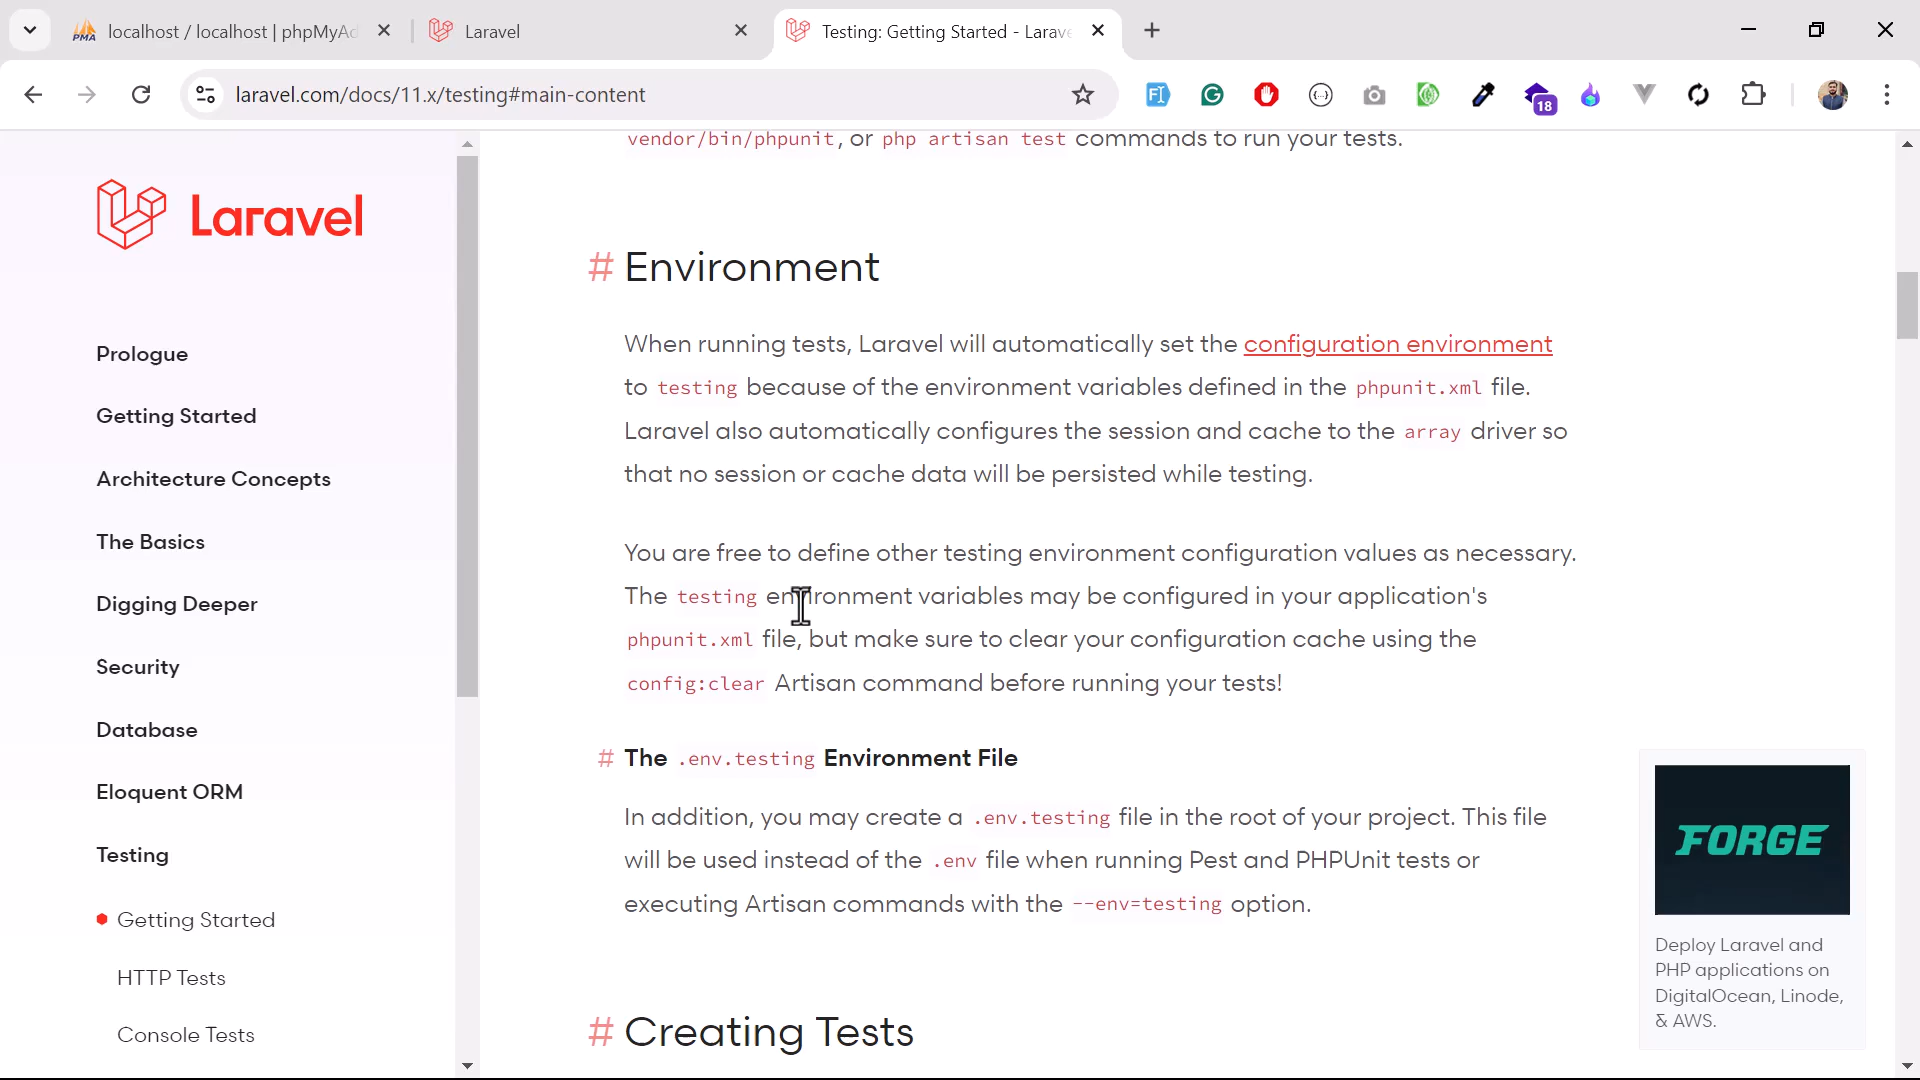 localhost / localhost | phpMyAd
Laravel
Testing: Getting Started - Larave
laravel.com/docs/11.x/testing#main-content
18
Laravel
Prologue
Getting Started
Architecture Concepts
The Basics
Digging Deeper
Security
Database
Eloquent ORM
Testing
Getting Started
HTTP Tests
Console Tests
vendor/bin/phpunit, or php artisan test commands to run your tests.
# Environment
When running tests, Laravel will automatically set the configuration environment
to testing because of the environment variables defined in the phpunit.xml file.
Laravel also automatically configures the session and cache to the array driver so
that no session or cache data will be persisted while testing.
You are free to define other testing environment configuration values as necessary.
The testing environment variables may be configured in your application's
phpunit.xml file, but make sure to clear your configuration cache using the
config:clear Artisan command before running your tests!
# The .env.testing Environment File
In addition, you may create a .env.testing file in the root of your project. This file
will be used instead of the .env file when running Pest and PHPUnit tests or
executing Artisan commands with the --env=testing option.
# Creating Tests
FORGE
Deploy Laravel and
PHP applications on
DigitalOcean, Linode,
& AWS.